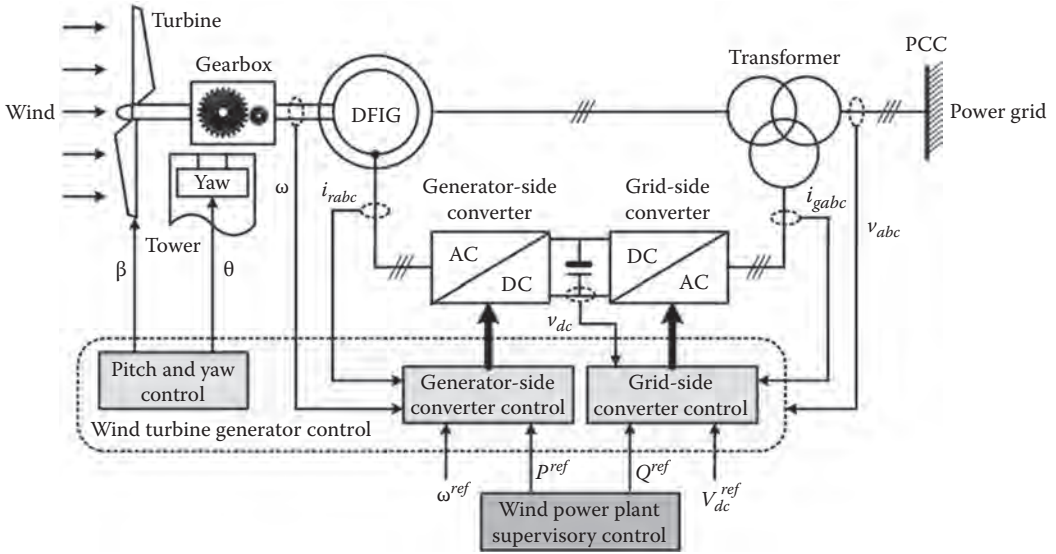 Turbine
Gearbox
Wind
DFIG
Transformer
PCC
Power grid
Yaw
Tower
ω
i_rabc
Generator-side
converter
Grid-side
converter
i_gabc
v_abc
AC
DC
DC
AC
β
θ
v_dc
Pitch and yaw
control
Generator-side
converter control
Grid-side
converter control
Wind turbine generator control
ω^ref
P^ref
Q^ref
V_dc^ref
Wind power plant
supervisory control